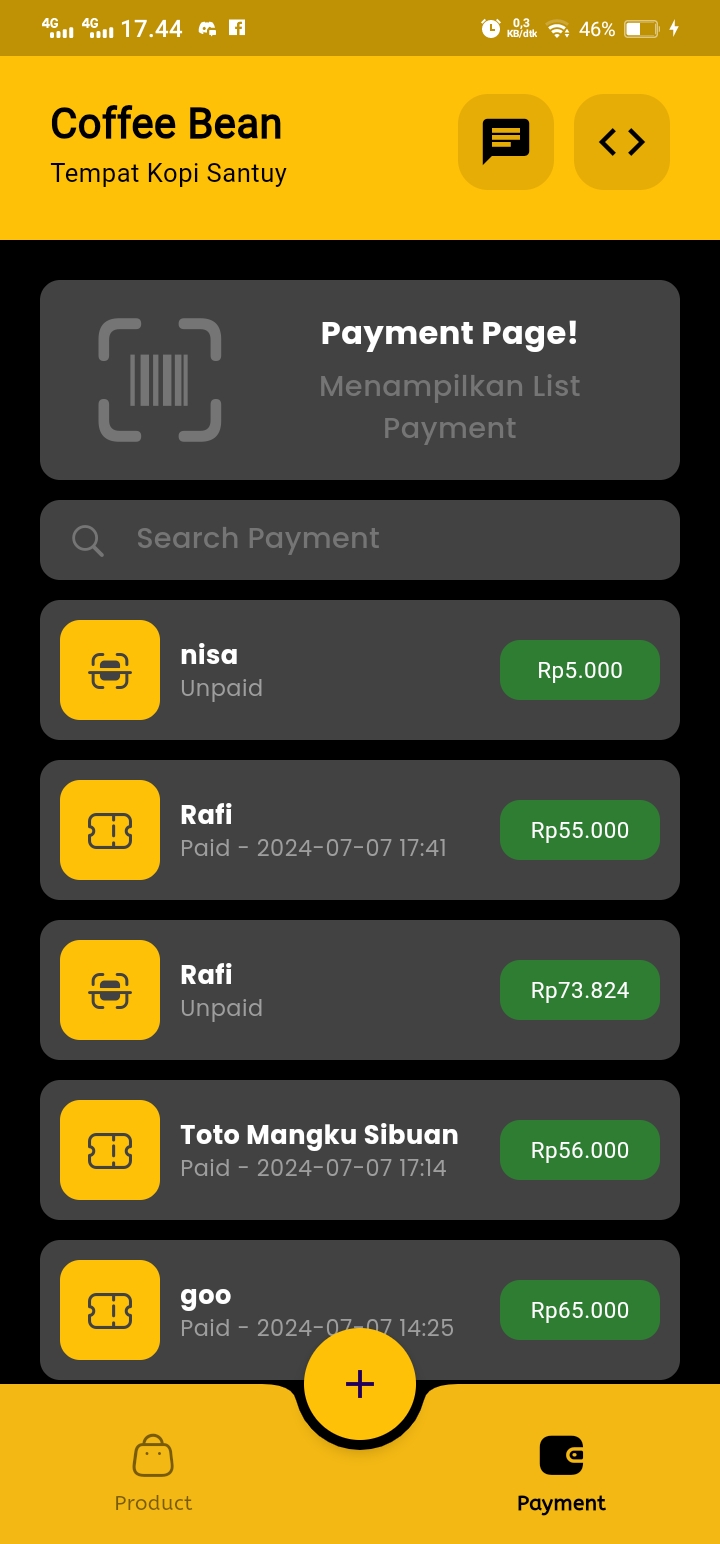 4G 4G 17.44 0,3 KB/dtk 46%
Coffee Bean
Tempat Kopi Santuy
Payment Page!
Menampilkan List
Payment
Search Payment
nisa
Unpaid
Rp5.000
Rafi
Paid - 2024-07-07 17:41
Rp55.000
Rafi
Unpaid
Rp73.824
Toto Mangku Sibuan
Paid - 2024-07-07 17:14
Rp56.000
goo
Paid - 2024-07-07 14:25
Rp65.000
Product
Payment